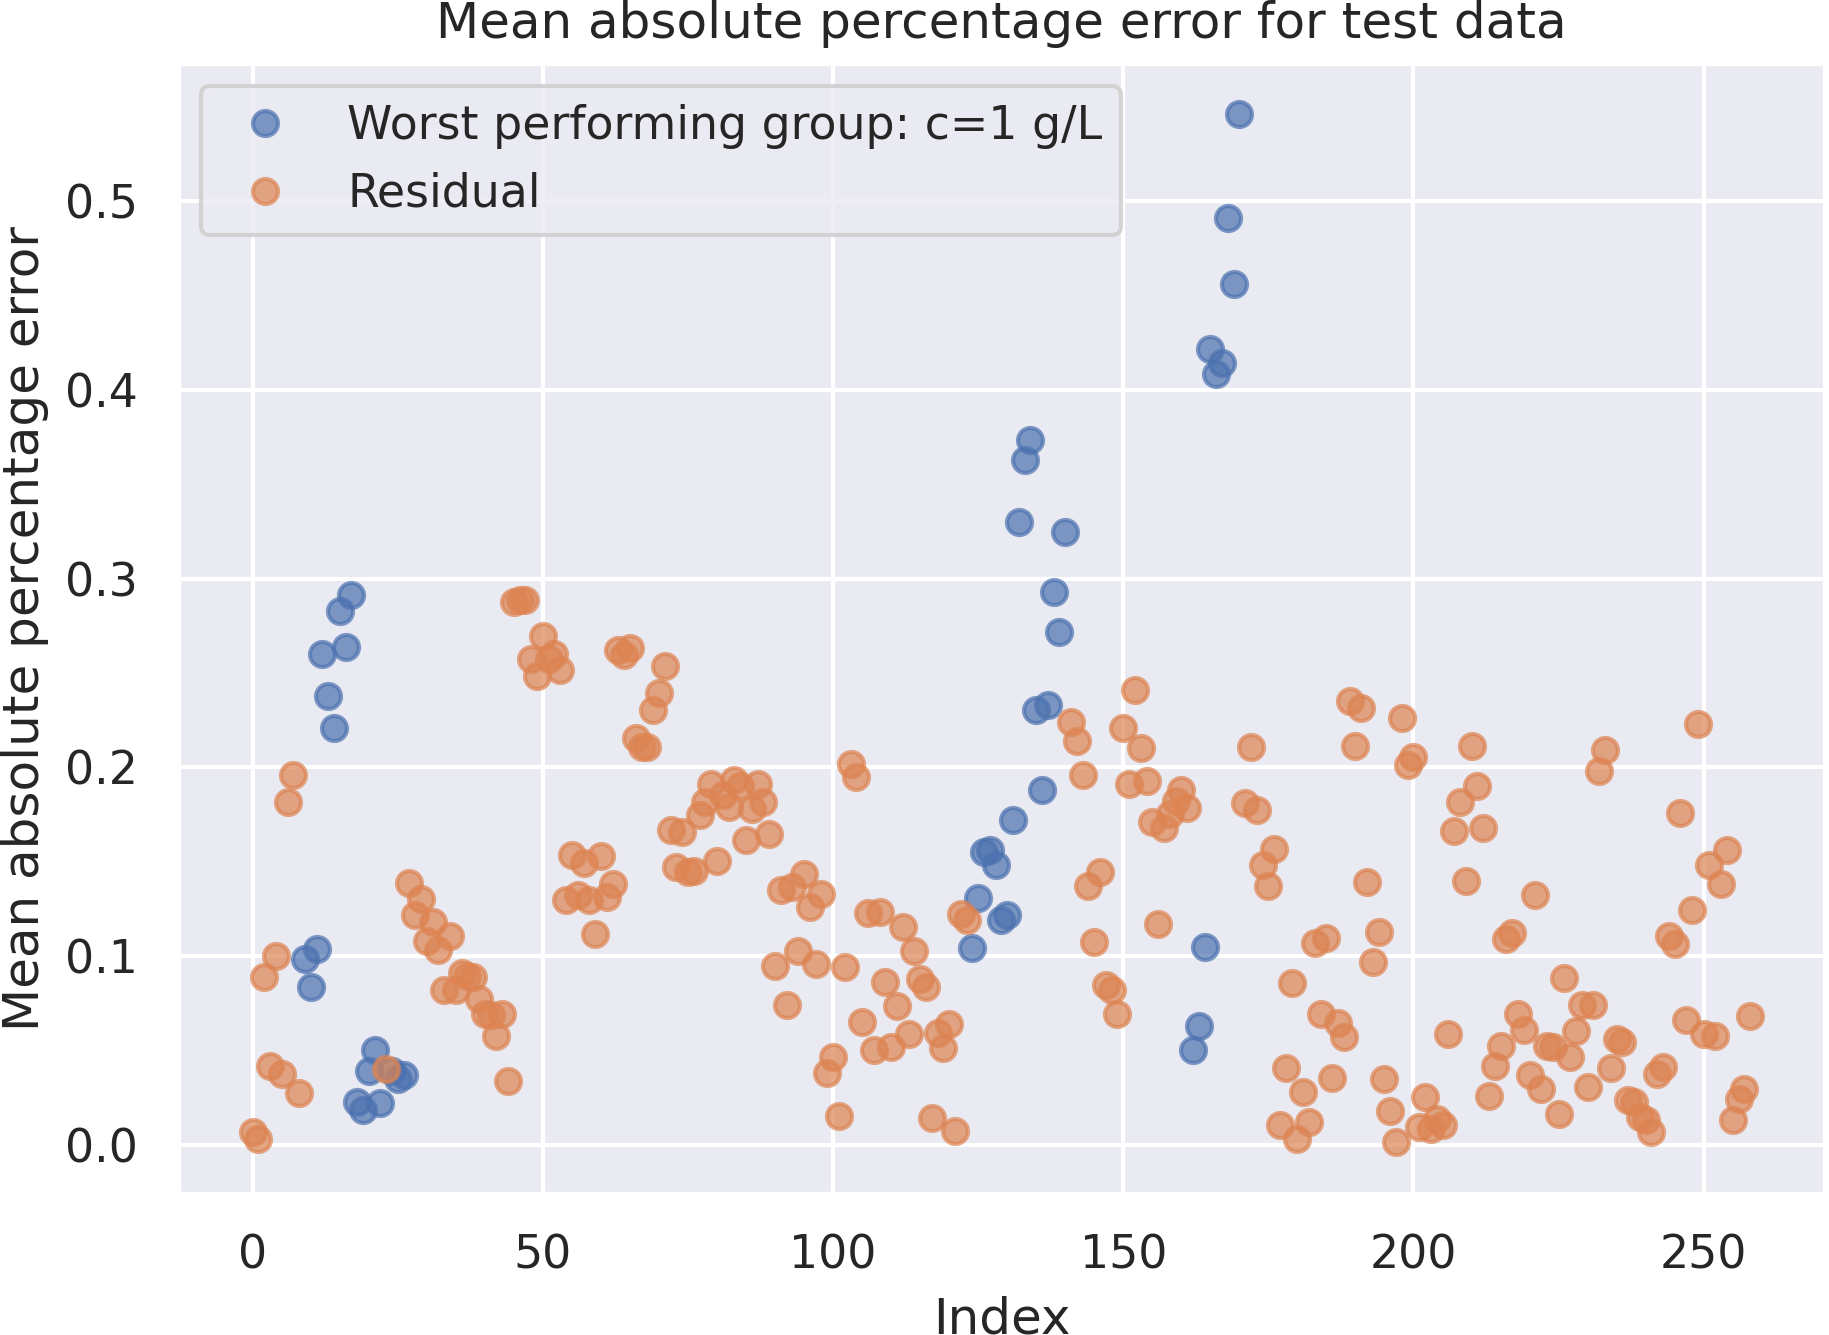 Mean absolute percentage error for test data
Worst performing group: c=1 g/L
Residual
Mean absolute percentage error
0.5
0.4
0.3
0.2
0.1
0.0
0 50 100 150 200 250
Index